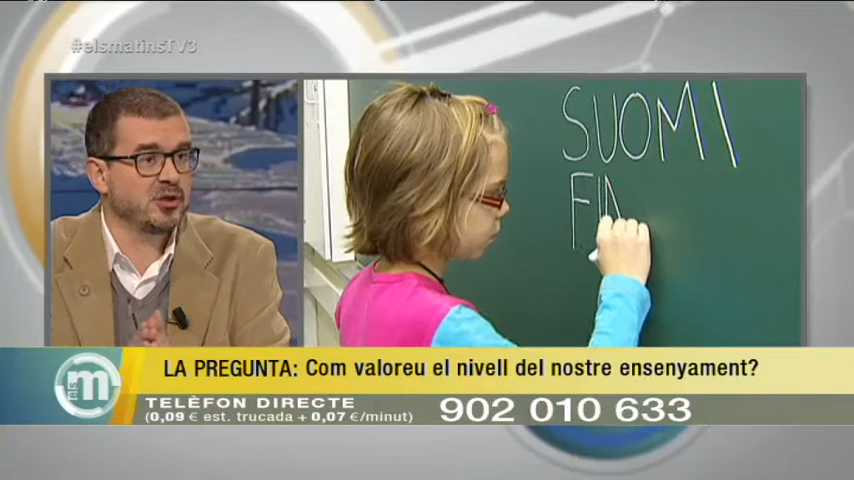 #elsmatinsTV3
SUOMI
FIN
LA PREGUNTA: Com valoreu el nivell del nostre ensenyament?
els m
TELÈFON DIRECTE
(0,09 € est. trucada + 0,07 €/minut)
902 010 633